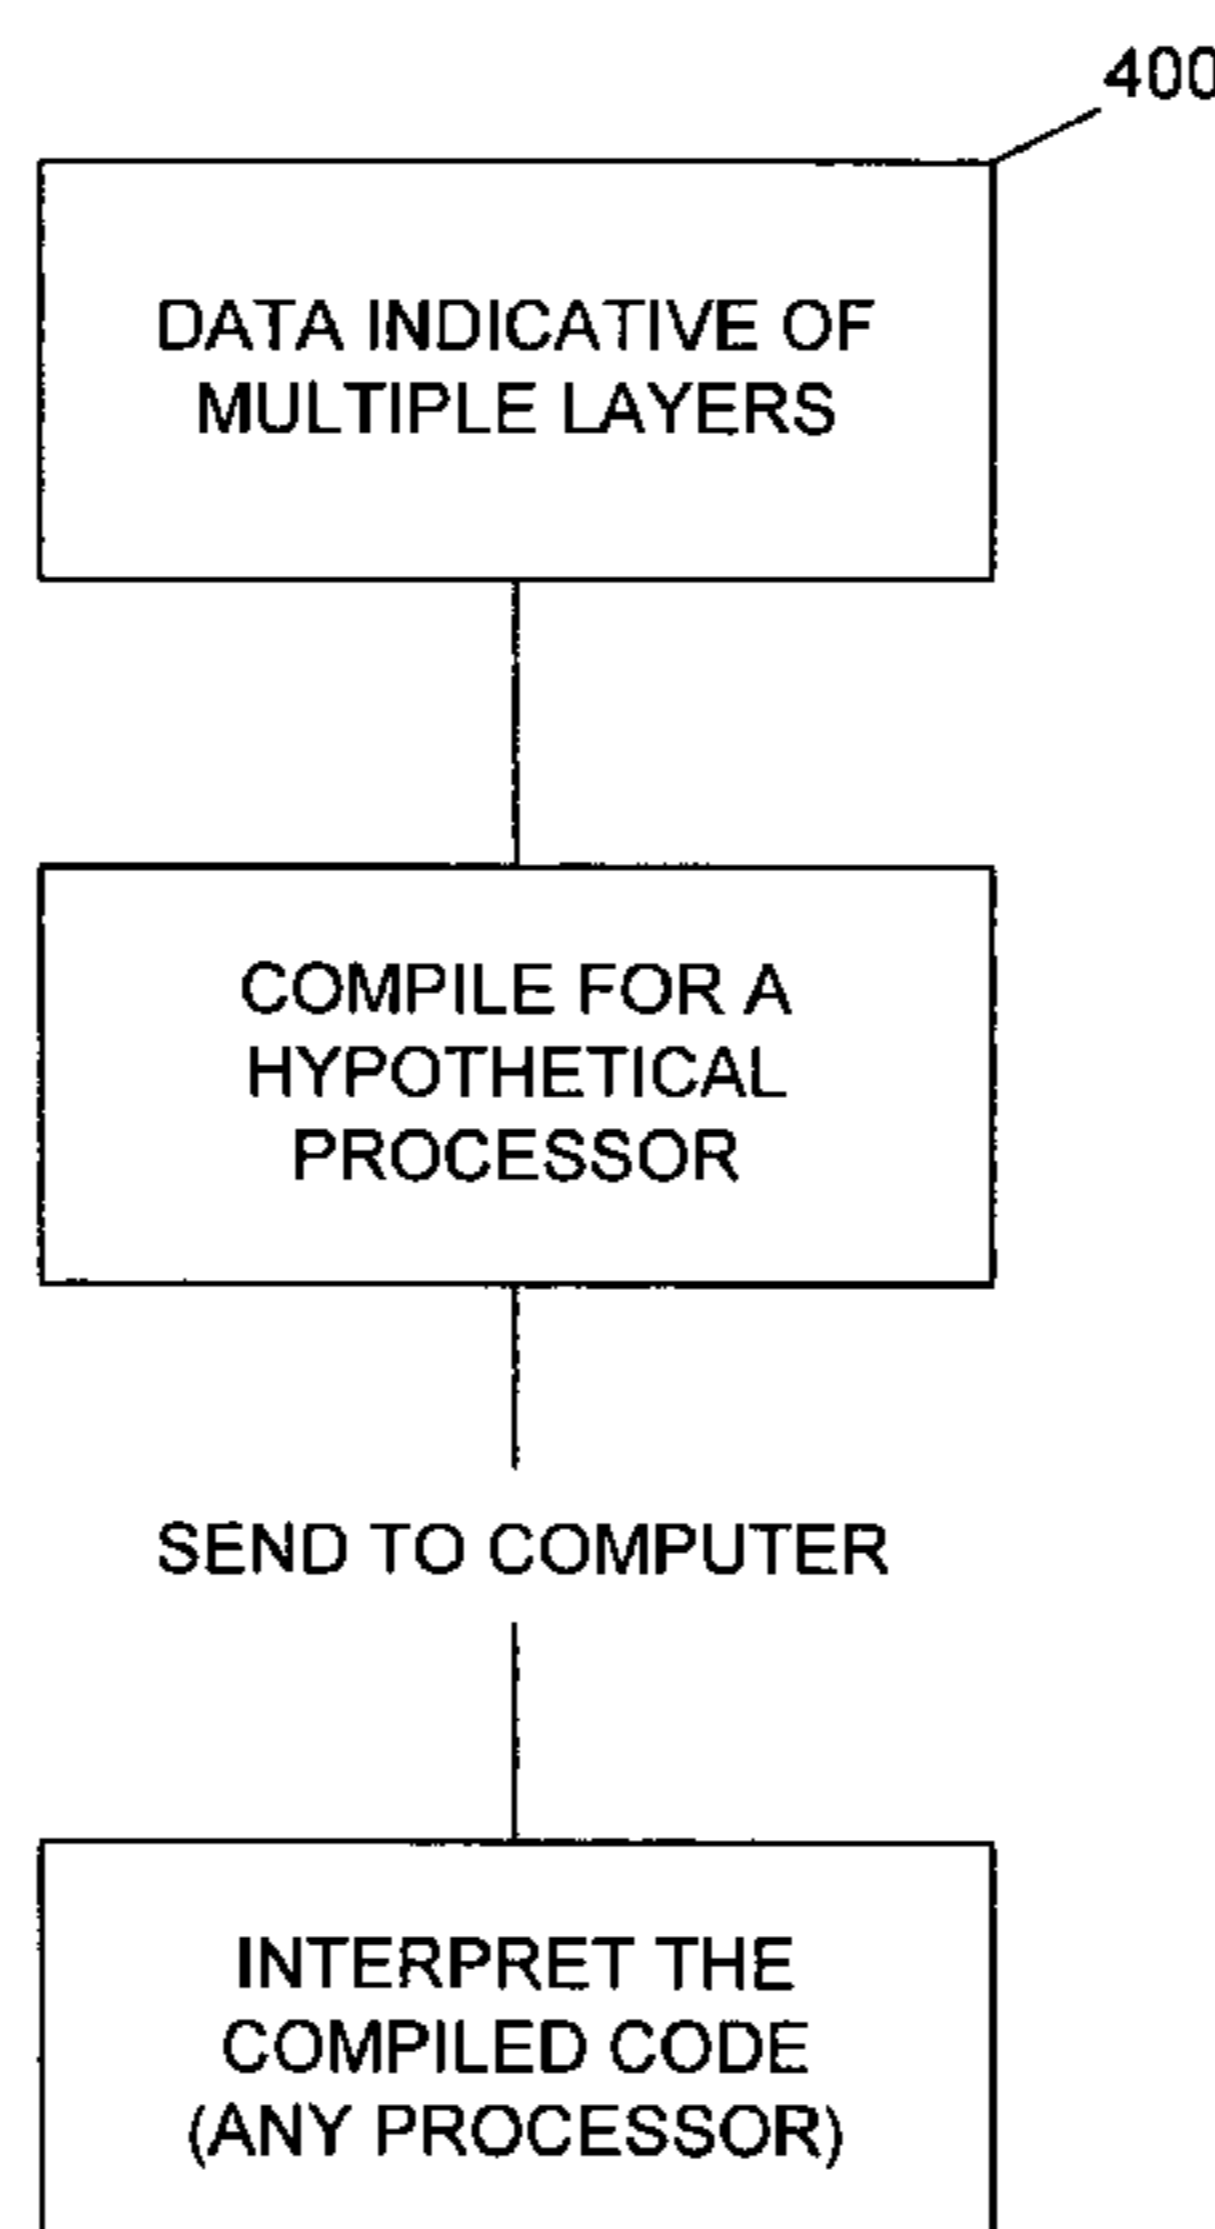 400
DATA INDICATIVE OF
MULTIPLE LAYERS
COMPILE FOR A
HYPOTHETICAL
PROCESSOR
SEND TO COMPUTER
INTERPRET THE
COMPILED CODE
(ANY PROCESSOR)